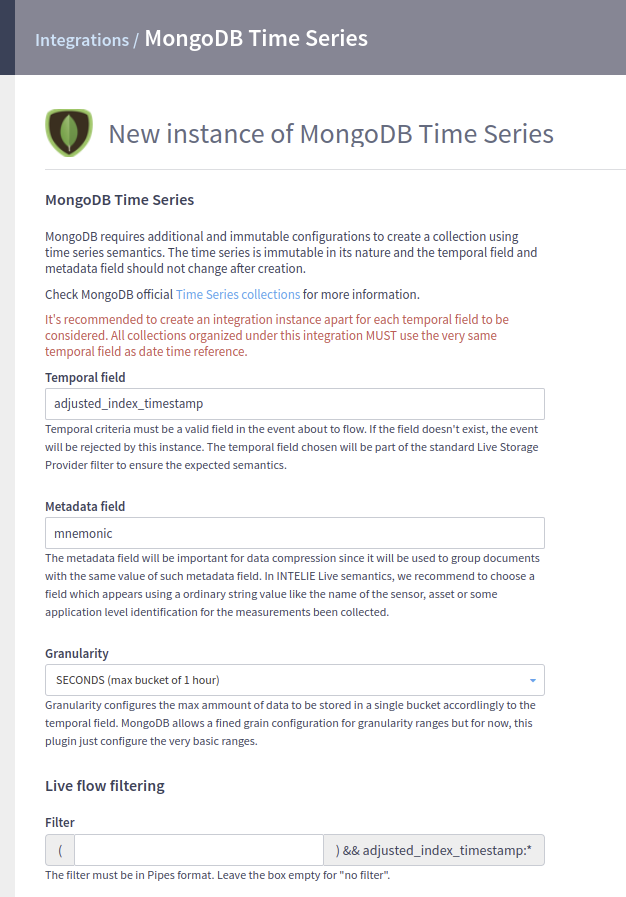 Integrations / MongoDB Time Series
New instance of MongoDB Time Series
MongoDB Time Series
MongoDB requires additional and immutable configurations to create a collection using
time series semantics. The time series is immutable in its nature and the temporal field and
metadata field should not change after creation.
Check MongoDB official Time Series collections for more information.
It's recommended to create an integration instance apart for each temporal field to be
considered. All collections organized under this integration MUST use the very same
temporal field as date time reference.
Temporal field
adjusted_index_timestamp
Temporal criteria must be a valid field in the event about to flow. If the field doesn't exist, the event
will be rejected by this instance. The temporal field chosen will be part of the standard Live Storage
Provider filter to ensure the expected semantics.
Metadata field
mnemonic
The metadata field will be important for data compression since it will be used to group documents
with the same value of such metadata field. In INTELIE Live semantics, we recommend to choose a
field which appears using a ordinary string value like the name of the sensor, asset or some
application level identification for the measurements been collected.
Granularity
SECONDS (max bucket of 1 hour)
Granularity configures the max ammount of data to be stored in a single bucket accordlingly to the
temporal field. MongoDB allows a fined grain configuration for granularity ranges but for now, this
plugin just configure the very basic ranges.
Live flow filtering
Filter
( ) && adjusted_index_timestamp:*
The filter must be in Pipes format. Leave the box empty for "no filter".